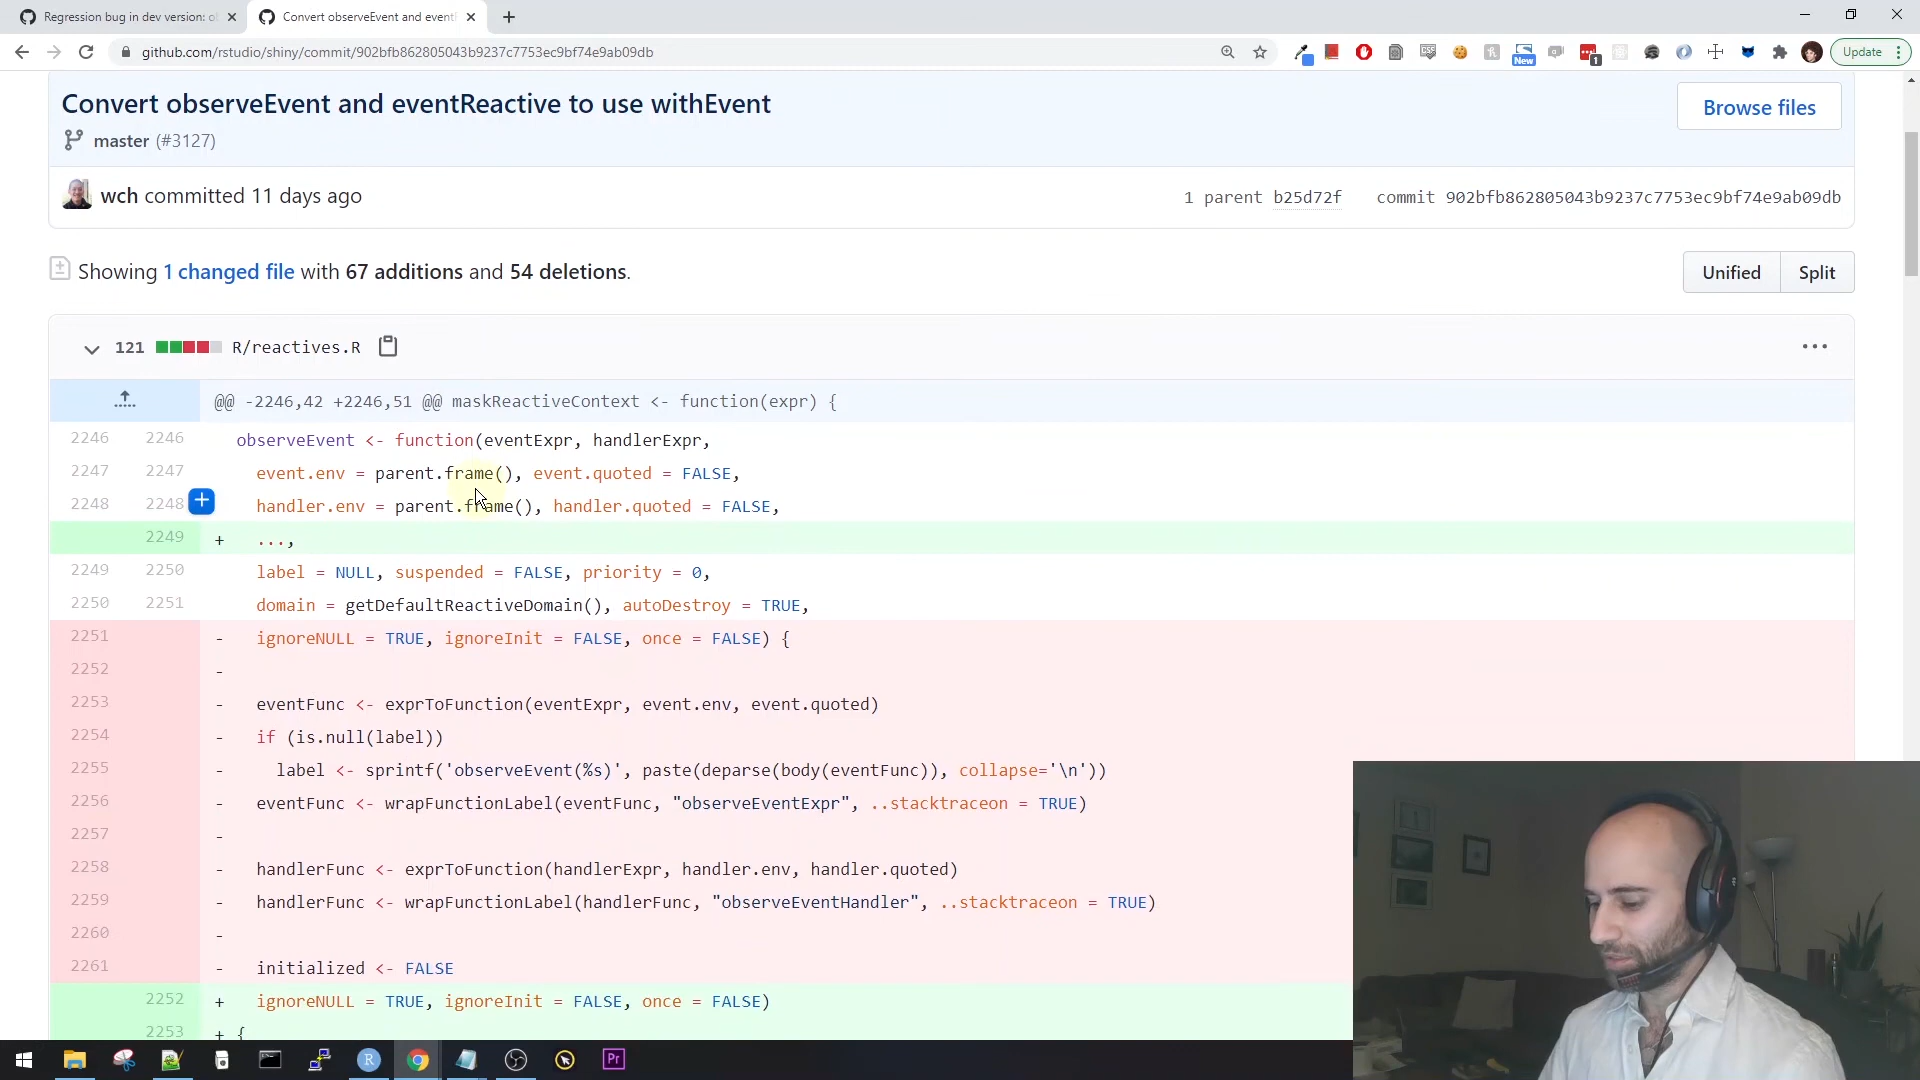 Regression bug in dev version: o
Convert observeEvent and event
github.com/rstudio/shiny/commit/902bfb862805043b9237c7753ec9bf74e9ab09db
New
1
Update
Convert observeEvent and eventReactive to use withEvent
Browse files
master (#3127)
wch committed 11 days ago
1 parent b25d72f commit 902bfb862805043b9237c7753ec9bf74e9ab09db
Showing 1 changed file with 67 additions and 54 deletions.
Unified Split
121 R/reactives.R
@@ -2246,42 +2246,51 @@ maskReactiveContext <- function(expr) {
2246 2246 observeEvent <- function(eventExpr, handlerExpr,
2247 2247 event.env = parent.frame(), event.quoted = FALSE,
2248 2248 handler.env = parent.frame(), handler.quoted = FALSE,
2249 + ...,
2249 2250 label = NULL, suspended = FALSE, priority = 0,
2250 2251 domain = getDefaultReactiveDomain(), autoDestroy = TRUE,
2251 - ignoreNULL = TRUE, ignoreInit = FALSE, once = FALSE) {
2252 -
2253 - eventFunc <- exprToFunction(eventExpr, event.env, event.quoted)
2254 - if (is.null(label))
2255 - label <- sprintf('observeEvent(%s)', paste(deparse(body(eventFunc)), collapse='\n'))
2256 - eventFunc <- wrapFunctionLabel(eventFunc, "observeEventExpr", ..stacktraceon = TRUE)
2257 -
2258 - handlerFunc <- exprToFunction(handlerExpr, handler.env, handler.quoted)
2259 - handlerFunc <- wrapFunctionLabel(handlerFunc, "observeEventHandler", ..stacktraceon = TRUE)
2260 -
2261 - initialized <- FALSE
2252 + ignoreNULL = TRUE, ignoreInit = FALSE, once = FALSE)
2253 + {
R
Pr